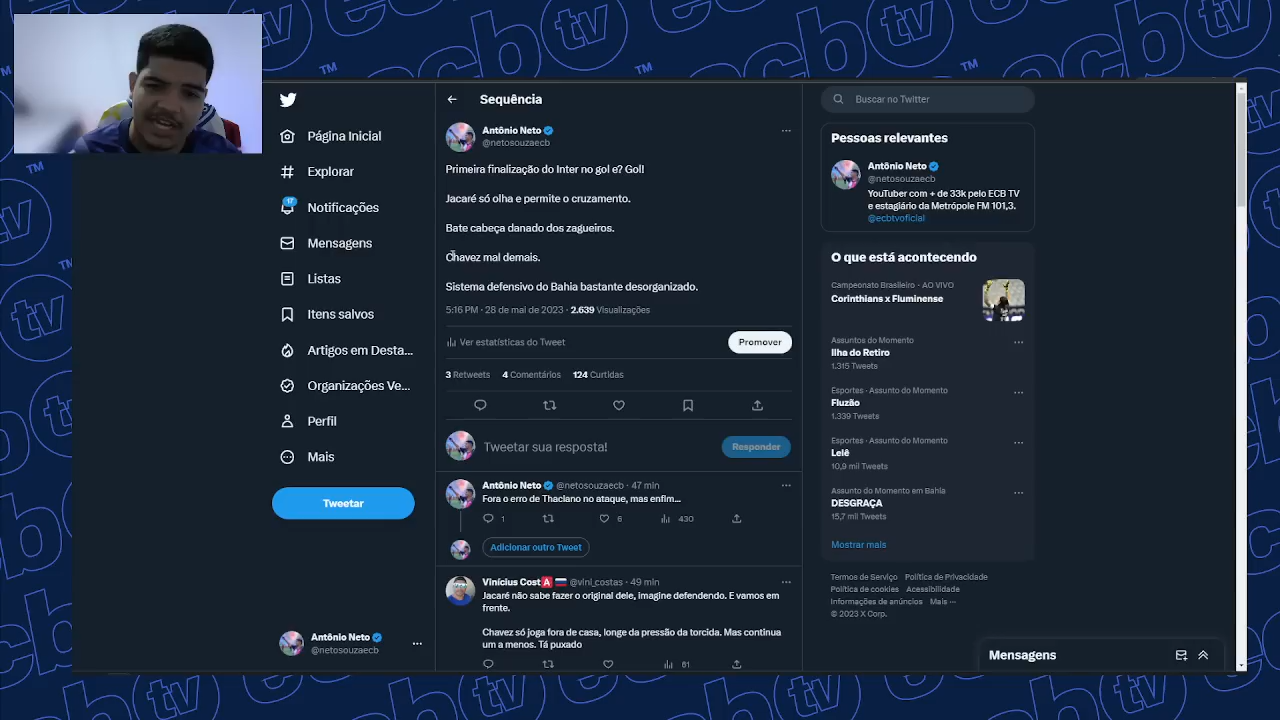 ecb tv
TM
Página Inicial
Explorar
17
Notificações
Mensagens
Listas
Itens salvos
Artigos em Desta...
Organizações Ve...
Perfil
Mais
Tweetar
Antônio Neto
@netosouzaecb
Sequência
Antônio Neto
@netosouzaecb
Primeira finalização do Inter no gol e? Gol!
Jacaré só olha e permite o cruzamento.
Bate cabeça danado dos zagueiros.
Chavez mal demais.
Sistema defensivo do Bahia bastante desorganizado.
5:16 PM · 28 de mai de 2023 · 2.639 Visualizações
Ver estatísticas do Tweet
Promover
3 Retweets 4 Comentários 124 Curtidas
Tweetar sua resposta!
Responder
Antônio Neto @netosouzaecb · 47 min
Fora o erro de Thaciano no ataque, mas enfim...
1 6 430
Adicionar outro Tweet
Vinícius Cost🅰 @vini_costas · 49 min
Jacaré não sabe fazer o original dele, imagine defendendo. E vamos em
frente.
Chavez só joga fora de casa, longe da pressão da torcida. Mas continua
um a menos. Tá puxado
81
Buscar no Twitter
Pessoas relevantes
Antônio Neto
@netosouzaecb
YouTuber com + de 33k pelo ECB TV
e estagiário da Metrópole FM 101,3.
@ecbtvoficial
O que está acontecendo
Campeonato Brasileiro · AO VIVO
Corinthians x Fluminense
Assuntos do Momento
Ilha do Retiro
1.315 Tweets
Esportes · Assunto do Momento
Fluzão
1.339 Tweets
Esportes · Assunto do Momento
Lelê
10,9 mil Tweets
Assunto do Momento em Bahia
DESGRAÇA
15,7 mil Tweets
Mostrar mais
Termos de Serviço Política de Privacidade
Política de cookies Acessibilidade
Informações de anúncios Mais ···
© 2023 X Corp.
Mensagens